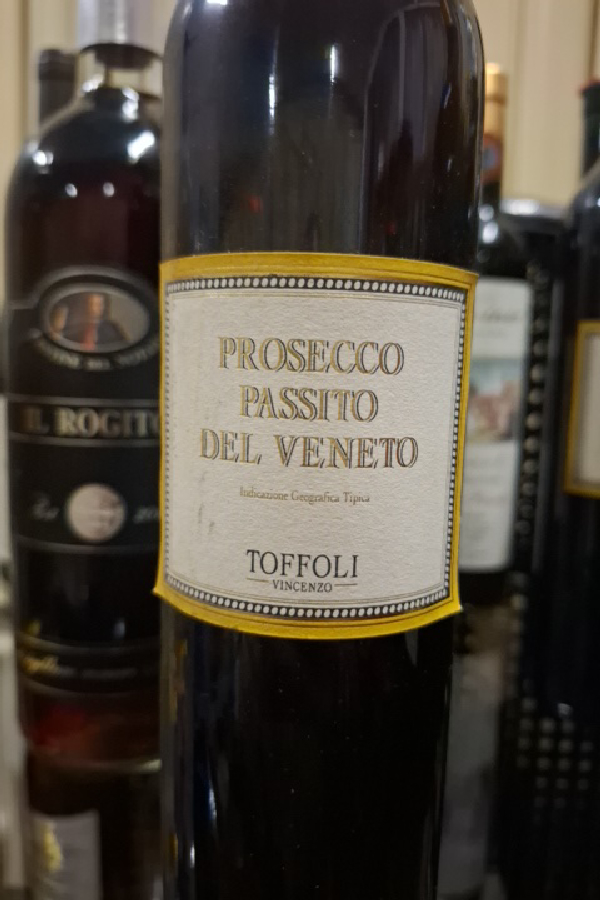 PROSECCO
PASSITO
DEL VENETO
Indicazione Geografica Tipica
TOFFOLI
VINCENZO
IL ROGITO